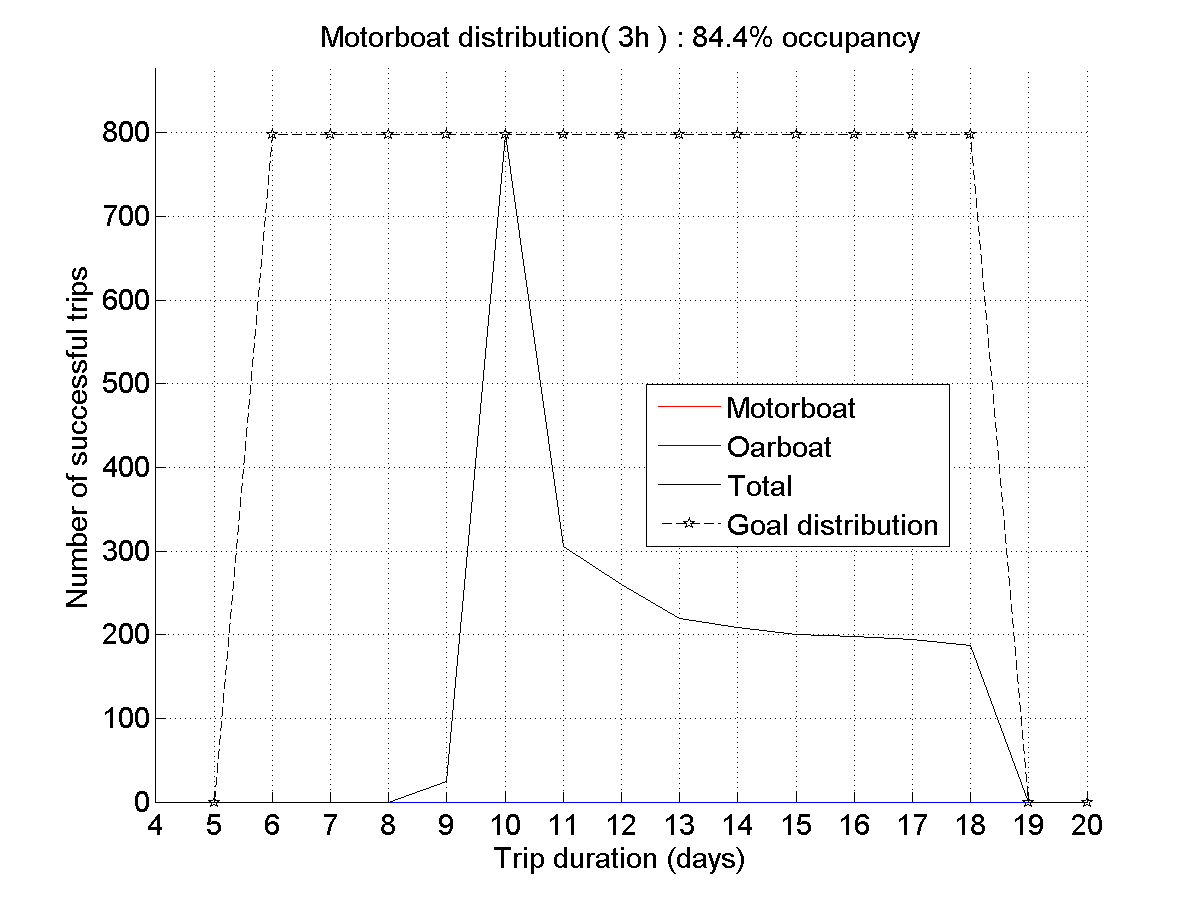 Motorboat distribution( 3h ) : 84.4% occupancy
Number of successful trips
800
700
600
500
400
300
200
100
0
Motorboat
Oarboat
Total
Goal distribution
4 5 6 7 8 9 10 11 12 13 14 15 16 17 18 19 20
Trip duration (days)